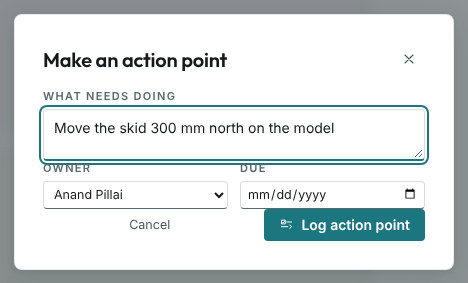 Make an action point
WHAT NEEDS DOING
Move the skid 300 mm north on the model
OWNER DUE
Anand Pillai mm/dd/yyyy
Cancel Log action point